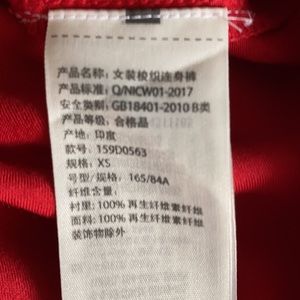 产品名称: 女装梭织连身裤
产品标准: Q/NICW01-2017
安全类别: GB18401-2010 B类
产品等级: 合格品
产地: 印度
款号: 159D0563
规格: XS
号型/规格: 165/84A
纤维含量:
衬里: 100% 再生纤维素纤维
面料: 100% 再生纤维素纤维
装饰物除外